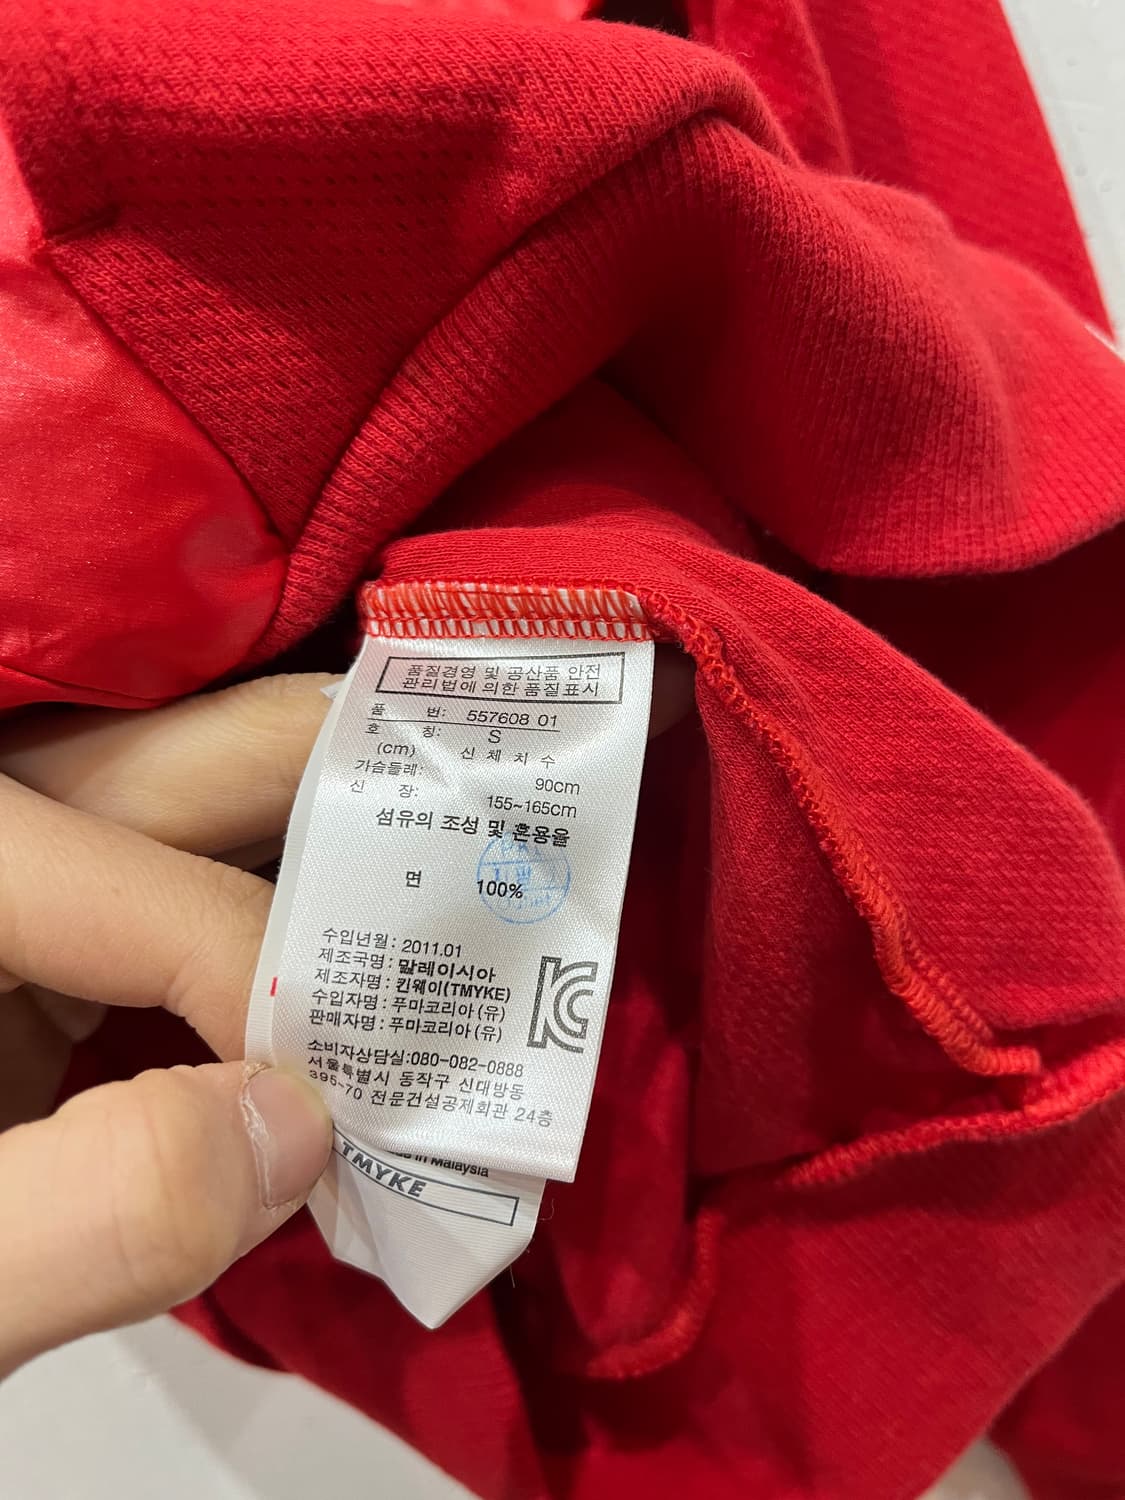 품질경영 및 공산품 안전
관리법에 의한 품질표시
품 번: 557608 01
호 칭: S
(cm) 신 체 치 수
가슴둘레: 90cm
신 장: 155~165cm
섬유의 조성 및 혼용율
면 100%
수입년월: 2011.01
제조국명: 말레이시아
제조자명: 킨웨이(TMYKE)
수입자명: 푸마코리아(유)
판매자명: 푸마코리아(유)
KC
소비자상담실:080-082-0888
서울특별시 동작구 신대방동
395-70 전문건설공제회관 24층
in Malaysia
TMYKE